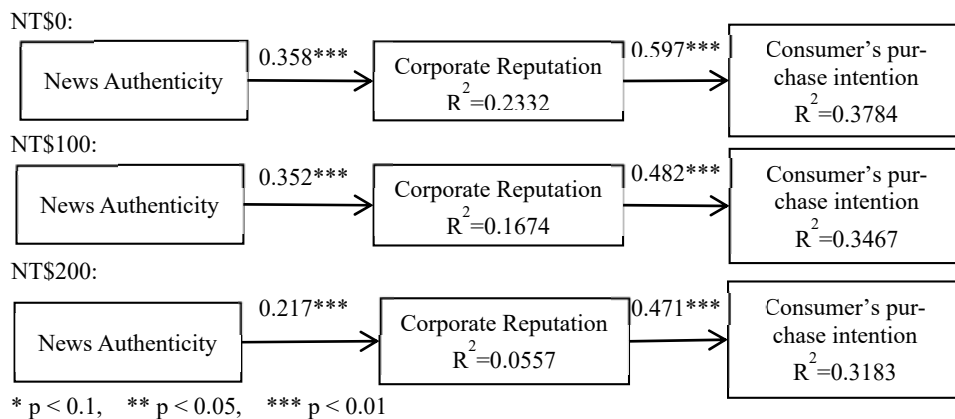 NT$0:
0.358***
0.597***
News Authenticity
Corporate Reputation
R²=0.2332
Consumer’s pur-
chase intention
R²=0.3784
NT$100:
0.352***
0.482***
News Authenticity
Corporate Reputation
R²=0.1674
Consumer’s pur-
chase intention
R²=0.3467
NT$200:
0.217***
0.471***
News Authenticity
Corporate Reputation
R²=0.0557
Consumer’s pur-
chase intention
R²=0.3183
* p < 0.1, ** p < 0.05, *** p < 0.01